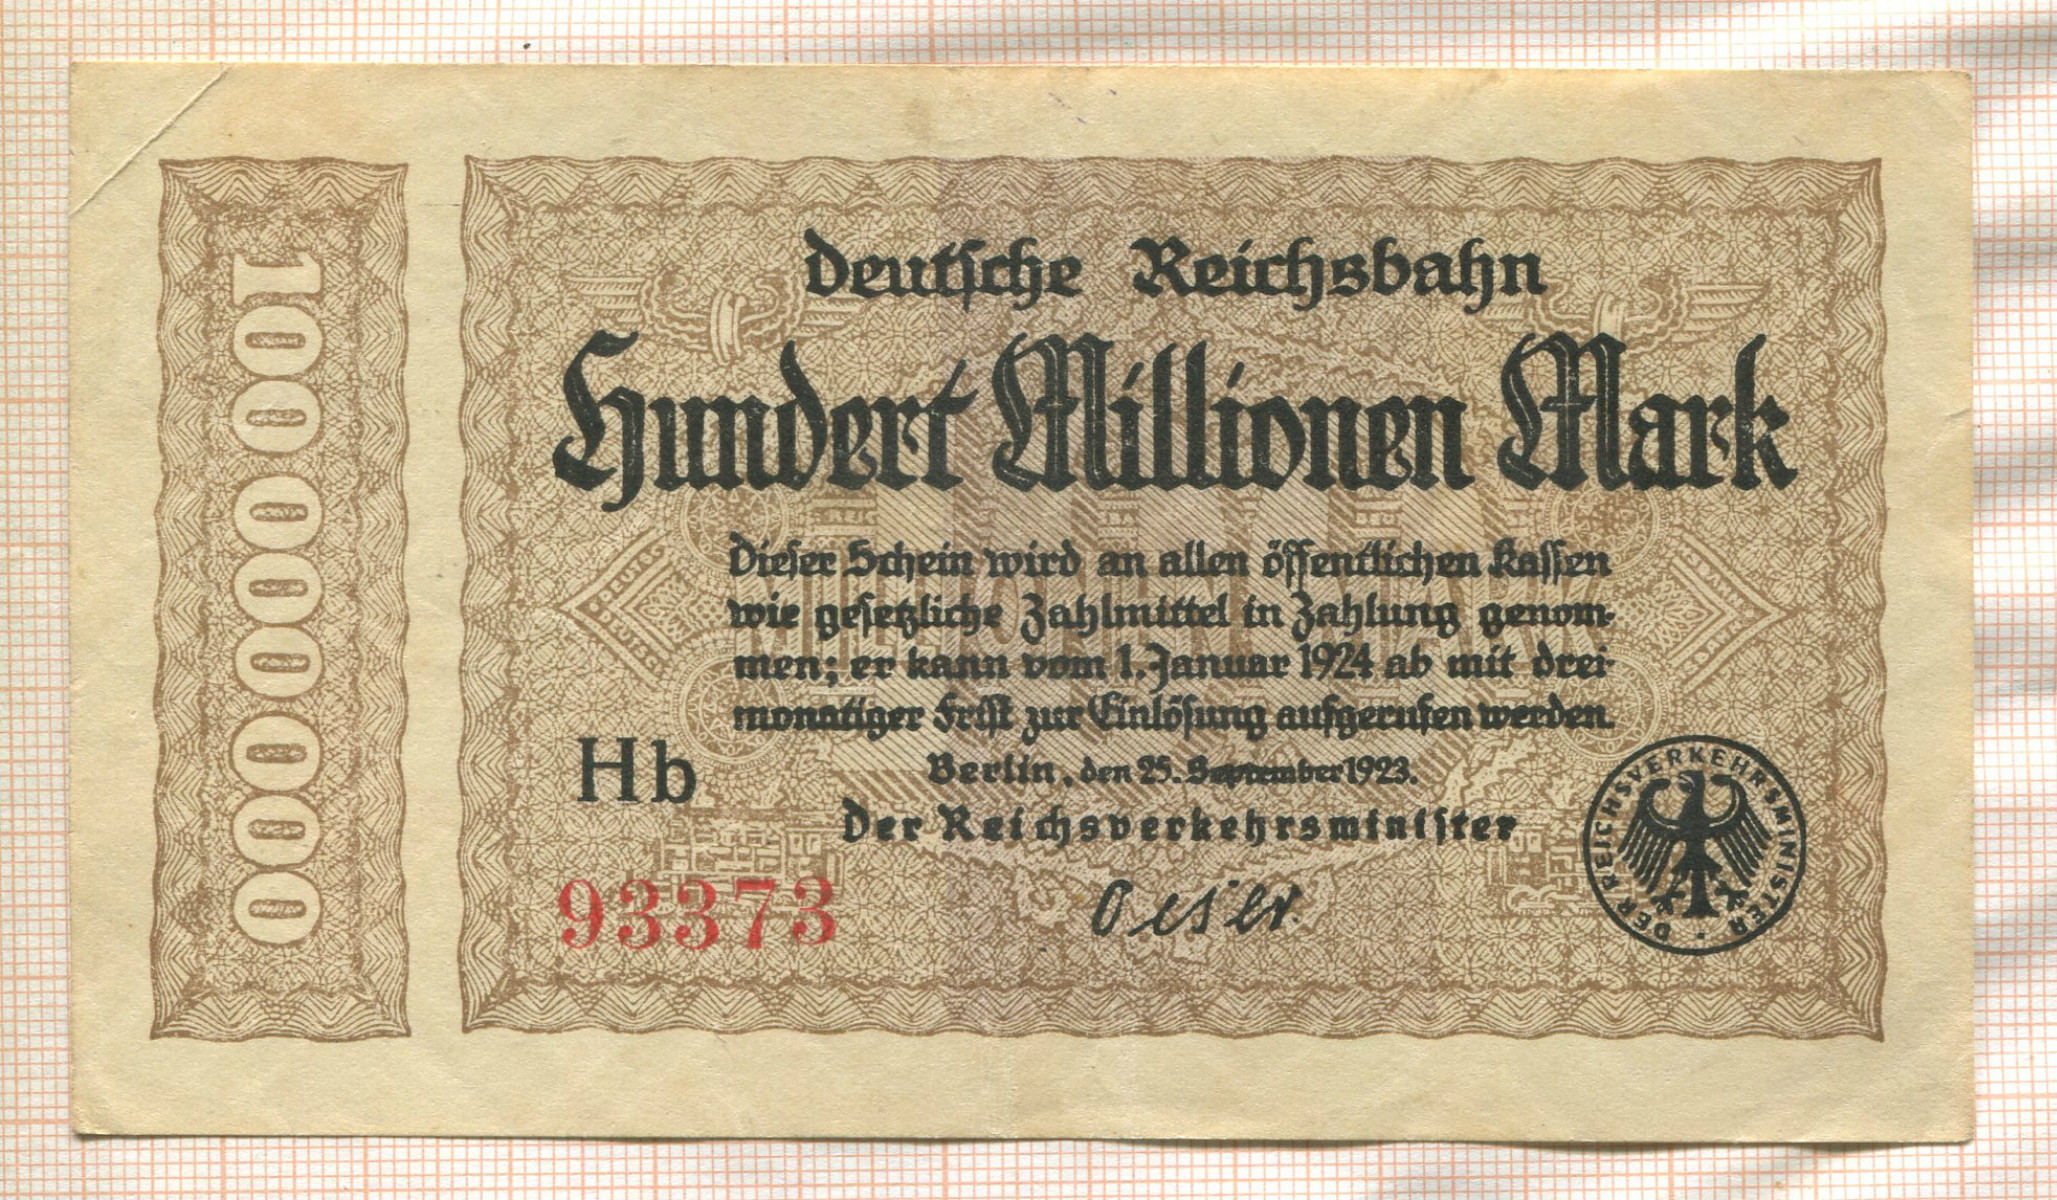 100000000
Deutsche Reichsbahn
Hundert Millionen Mark
Dieser Schein wird an allen öffentlichen Kassen
wie gesetzliche Zahlmittel in Zahlung genom-
men; er kann vom 1. Januar 1924 ab mit drei-
monatiger Frist zur Einlösung aufgerufen werden.
Berlin, den 25. September 1923.
Hb
Der Reichsverkehrsminister
93373
Oeser.
DER REICHSVERKEHRSMINISTER